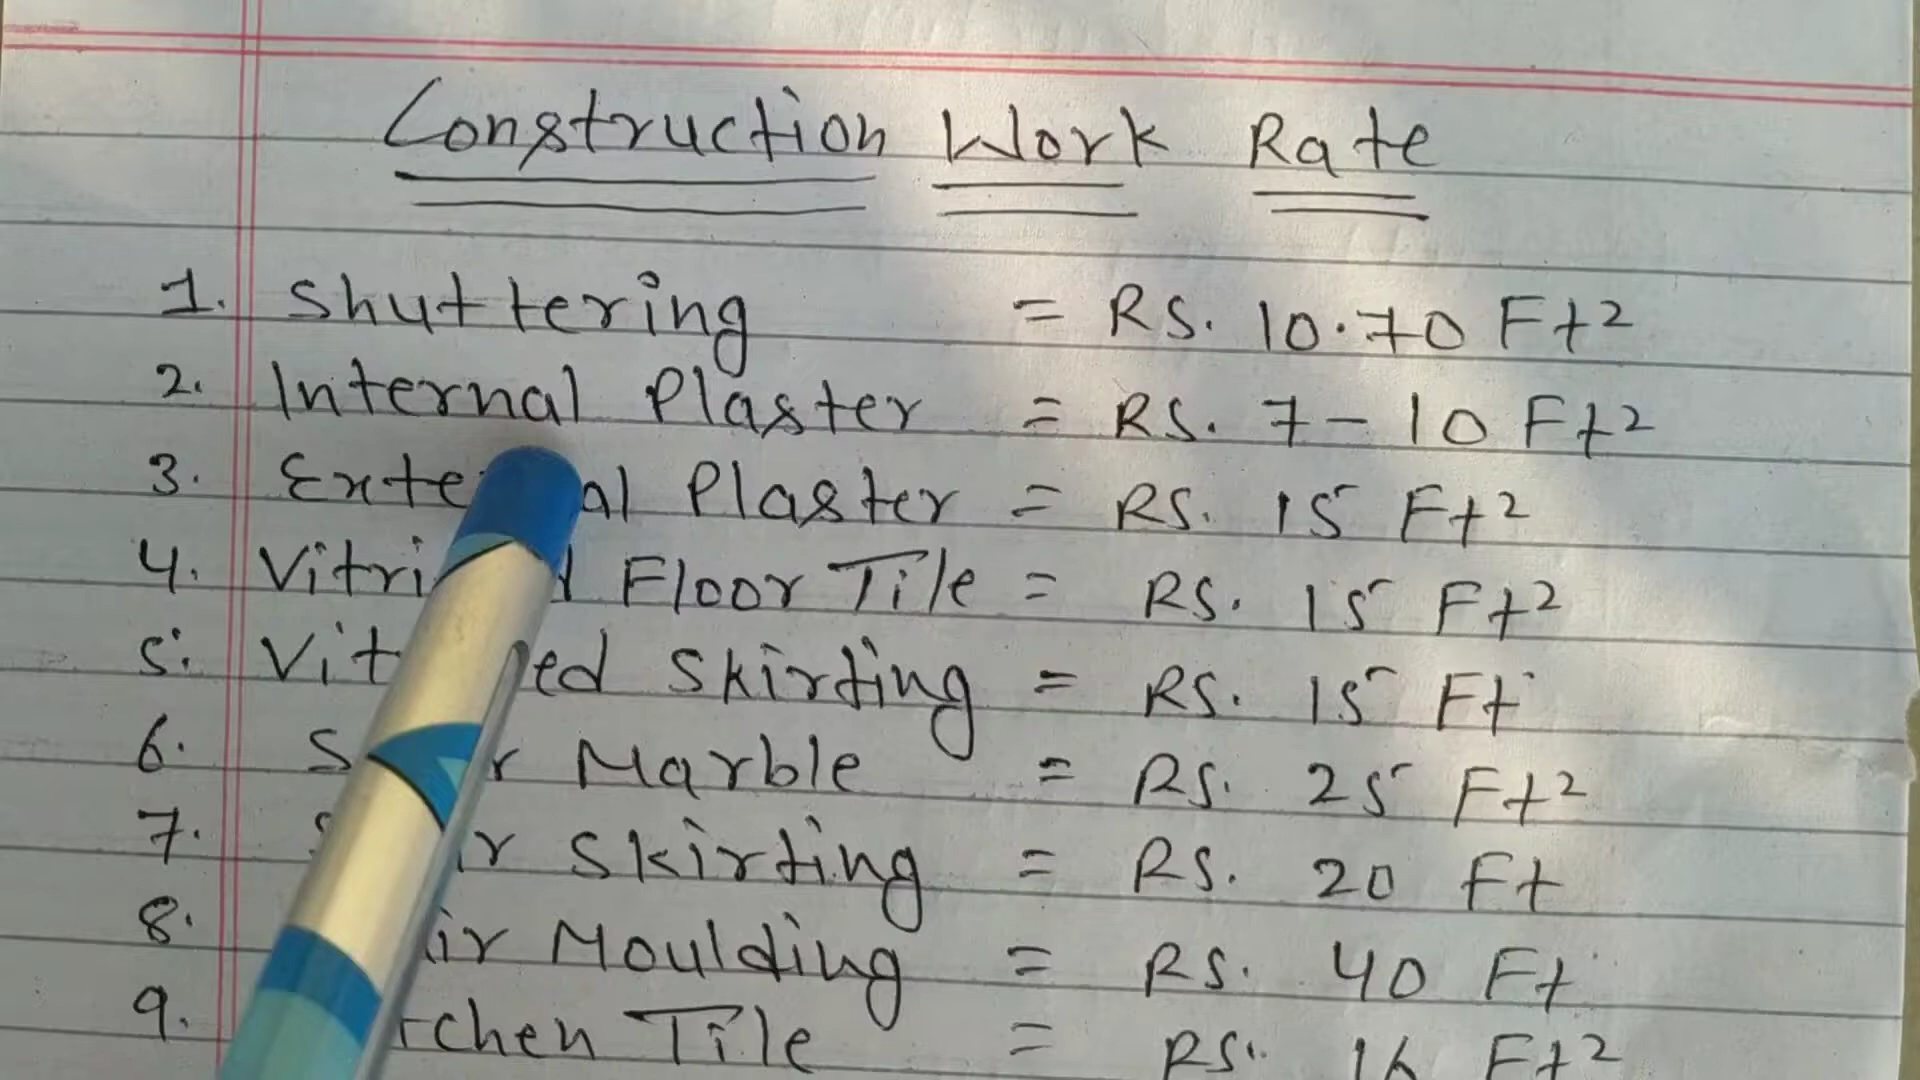 Construction Work Rate
1. Shuttering = RS. 10.70 Ft²
2. Internal Plaster = RS. 7-10 Ft²
3. Plaster = RS. 15 Ft²
4. Floor Tile = RS. 15 Ft²
5. Skirting = RS. 15 Ft
6. Marble = RS. 25 Ft²
7. Skirting = RS. 20 Ft
8. Moulding = RS. 40 Ft
9. Tile = RS. Ft²